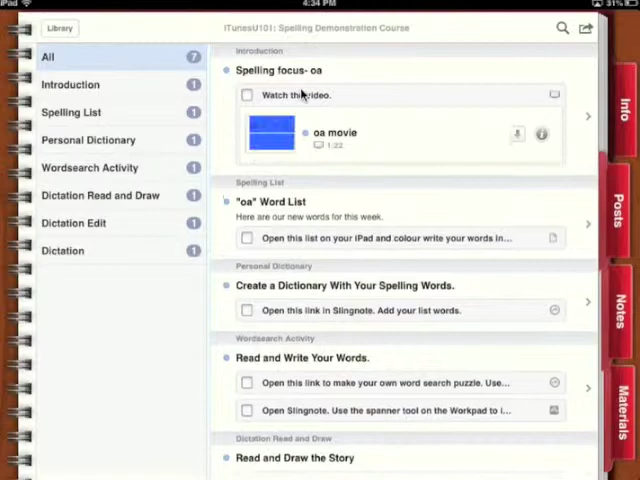 iPad 4:34 PM 31%
Library iTunesU101: Spelling Demonstration Course
All 7
Introduction 1
Spelling List 1
Personal Dictionary 1
Wordsearch Activity 1
Dictation Read and Draw 1
Dictation Edit 1
Dictation 1
Introduction
Spelling focus- oa
Watch this video.
oa movie
1:22
Spelling List
"oa" Word List
Here are our new words for this week.
Open this list on your iPad and colour write your words in...
Personal Dictionary
Create a Dictionary With Your Spelling Words.
Open this link in Slingnote. Add your list words.
Wordsearch Activity
Read and Write Your Words.
Open this link to make your own word search puzzle. Use...
Open Slingnote. Use the spanner tool on the Workpad to i...
Dictation Read and Draw
Read and Draw the Story
Info
Posts
Notes
Materials